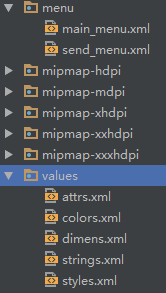 menu
main_menu.xml
send_menu.xml
mipmap-hdpi
mipmap-mdpi
mipmap-xhdpi
mipmap-xxhdpi
mipmap-xxxhdpi
values
attrs.xml
colors.xml
dimens.xml
strings.xml
styles.xml